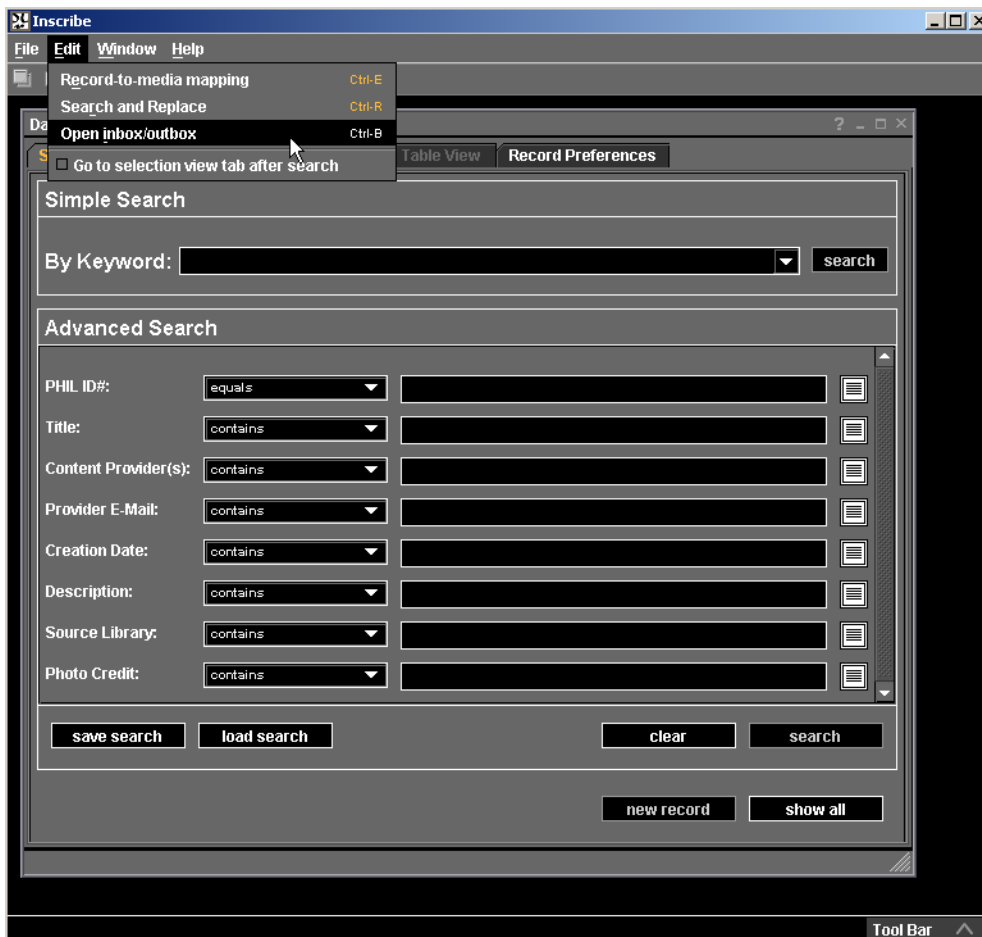 Inscribe
File Edit Window Help
Record-to-media mapping Ctrl-E
Search and Replace Ctrl-R
Open inbox/outbox Ctrl-B
Go to selection view tab after search
Da
S Table View Record Preferences
Simple Search
By Keyword: search
Advanced Search
PHIL ID#: equals
Title: contains
Content Provider(s): contains
Provider E-Mail: contains
Creation Date: contains
Description: contains
Source Library: contains
Photo Credit: contains
save search load search clear search
new record show all
Tool Bar